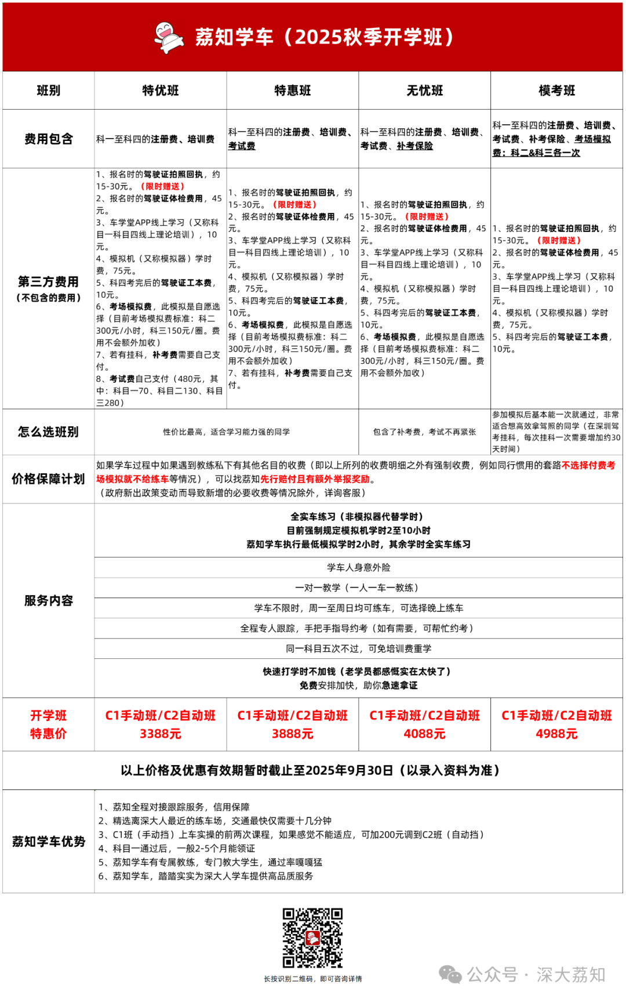 荔知学车（2025秋季开学班）
班别
特优班
特惠班
无忧班
模考班
费用包含
科一至科四的注册费、培训费
科一至科四的注册费、培训费、
考试费
科一至科四的注册费、培训费、
考试费、补考保险
科一至科四的注册费、培训费、
考试费、补考保险、考场模拟
费：科二&科三各一次
第三方费用
（不包含的费用）
1、报名时的驾驶证拍照回执，约
15-30元。（限时赠送）
2、报名时的驾驶证体检费用，45
元。
3、车学堂APP线上学习（又称科
目一科目四线上理论培训），10
元。
4、模拟机（又称模拟器）学时
费，75元。
5、科四考完后的驾驶证工本费，
10元。
6、考场模拟费，此模拟是自愿选
择（目前考场模拟费标准：科二
300元/小时，科三150元/圈。费
用不会额外加收）
7、若有挂科，补考费需要自己支
付。
8、考试费自己支付（480元，其
中：科目一70、科目二130、科目
三280）
1、报名时的驾驶证拍照回执，约
15-30元。（限时赠送）
2、报名时的驾驶证体检费用，45
元。
3、车学堂APP线上学习（又称科
目一科目四线上理论培训），10
元。
4、模拟机（又称模拟器）学时
费，75元。
5、科四考完后的驾驶证工本费，
10元。
6、考场模拟费，此模拟是自愿选
择（目前考场模拟费标准：科二
300元/小时，科三150元/圈。费
用不会额外加收）
7、若有挂科，补考费需要自己支
付。
1、报名时的驾驶证拍照回执，约
15-30元。（限时赠送）
2、报名时的驾驶证体检费用，45
元。
3、车学堂APP线上学习（又称科
目一科目四线上理论培训），10
元。
4、模拟机（又称模拟器）学时
费，75元。
5、科四考完后的驾驶证工本费，
10元。
6、考场模拟费，此模拟是自愿选
择（目前考场模拟费标准：科二
300元/小时，科三150元/圈。费
用不会额外加收）
1、报名时的驾驶证拍照回执，约
15-30元。（限时赠送）
2、报名时的驾驶证体检费用，45
元。
3、车学堂APP线上学习（又称科
目一科目四线上理论培训），10
元。
4、模拟机（又称模拟器）学时
费，75元。
5、科四考完后的驾驶证工本费，
10元。
怎么选班别
性价比最高，适合学习能力强的同学
包含了补考费，考试不再紧张
参加模拟后基本能一次就通过，非常
适合想高效拿驾照的同学（在深圳驾
考挂科，每次挂科一次需要增加约30
天时间）
价格保障计划
如果学车过程中如果遇到教练私下有其他名目的收费（即以上所列的收费明细之外有强制收费，例如同行惯用的套路不选择付费考
场模拟就不给练车等情况），可以找荔知先行赔付且有额外举报奖励。
（政府新出政策变动而导致新增的必要收费等情况除外，详询客服）
服务内容
全实车练习（非模拟器代替学时）
目前强制规定模拟机学时2至10小时
荔知学车执行最低模拟学时2小时，其余学时全实车练习
学车人身意外险
一对一教学（一人一车一教练）
学车不限时，周一至周日均可练车，可选择晚上练车
全程专人跟踪，手把手指导约考（如有需要，可帮忙约考）
同一科目五次不过，可免培训费重学
快速打学时不加钱（老学员都感慨实在太快了）
免费安排加快，助你急速拿证
开学班
特惠价
C1手动班/C2自动班
3388元
C1手动班/C2自动班
3888元
C1手动班/C2自动班
4088元
C1手动班/C2自动班
4988元
以上价格及优惠有效期暂时截止至2025年9月30日（以录入资料为准）
荔知学车优势
1、荔知全程对接跟踪服务，信用保障
2、精选离深大人最近的练车场，交通最快仅需要十几分钟
3、C1班（手动挡）上车实操的前两次课程，如果感觉不能适应，可加200元调到C2班（自动挡）
4、科目一通过后，一般2-5个月能领证
5、荔知学车有专属教练，专门教大学生，通过率嘎嘎猛
6、荔知学车，踏踏实实为深大人学车提供高品质服务
长按识别二维码，即可咨询详情
公众号·深大荔知